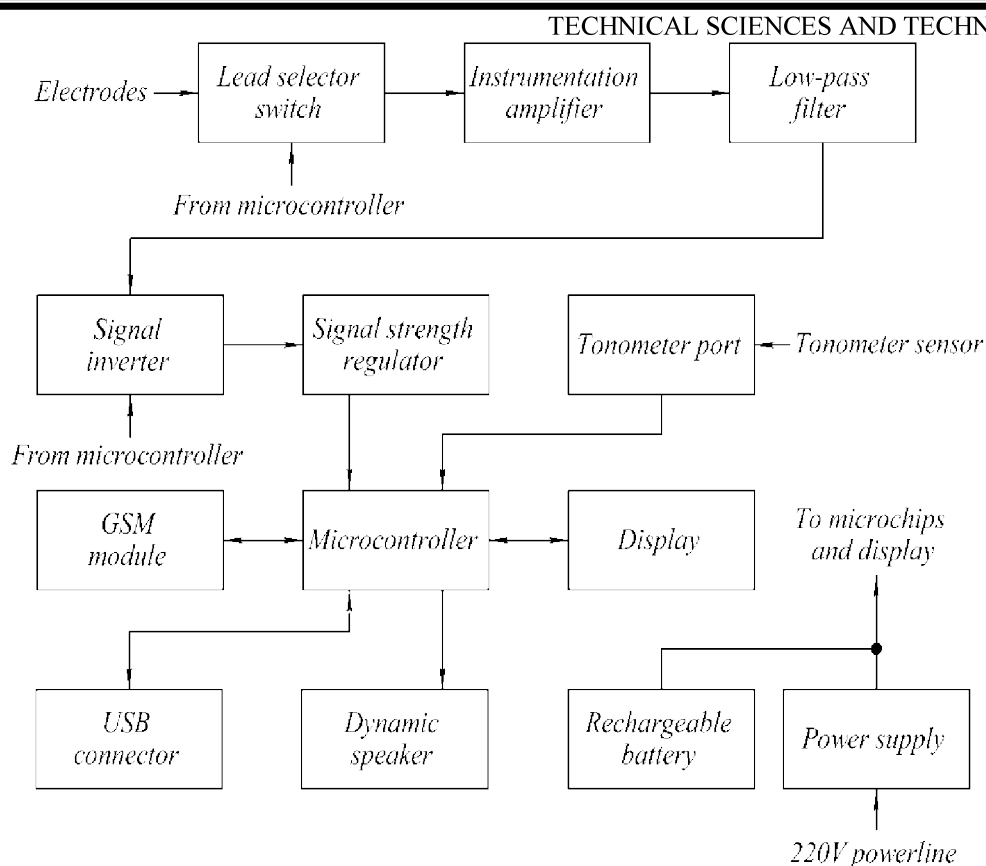 TECHNICAL SCIENCES AND TECHN
Electrodes
Lead selector
switch
Instrumentation
amplifier
Low-pass
filter
From microcontroller
Signal
inverter
Signal strength
regulator
Tonometer port
Tonometer sensor
From microcontroller
GSM
module
Microcontroller
Display
To microchips
and display
USB
connector
Dynamic
speaker
Rechargeable
battery
Power supply
220V powerline